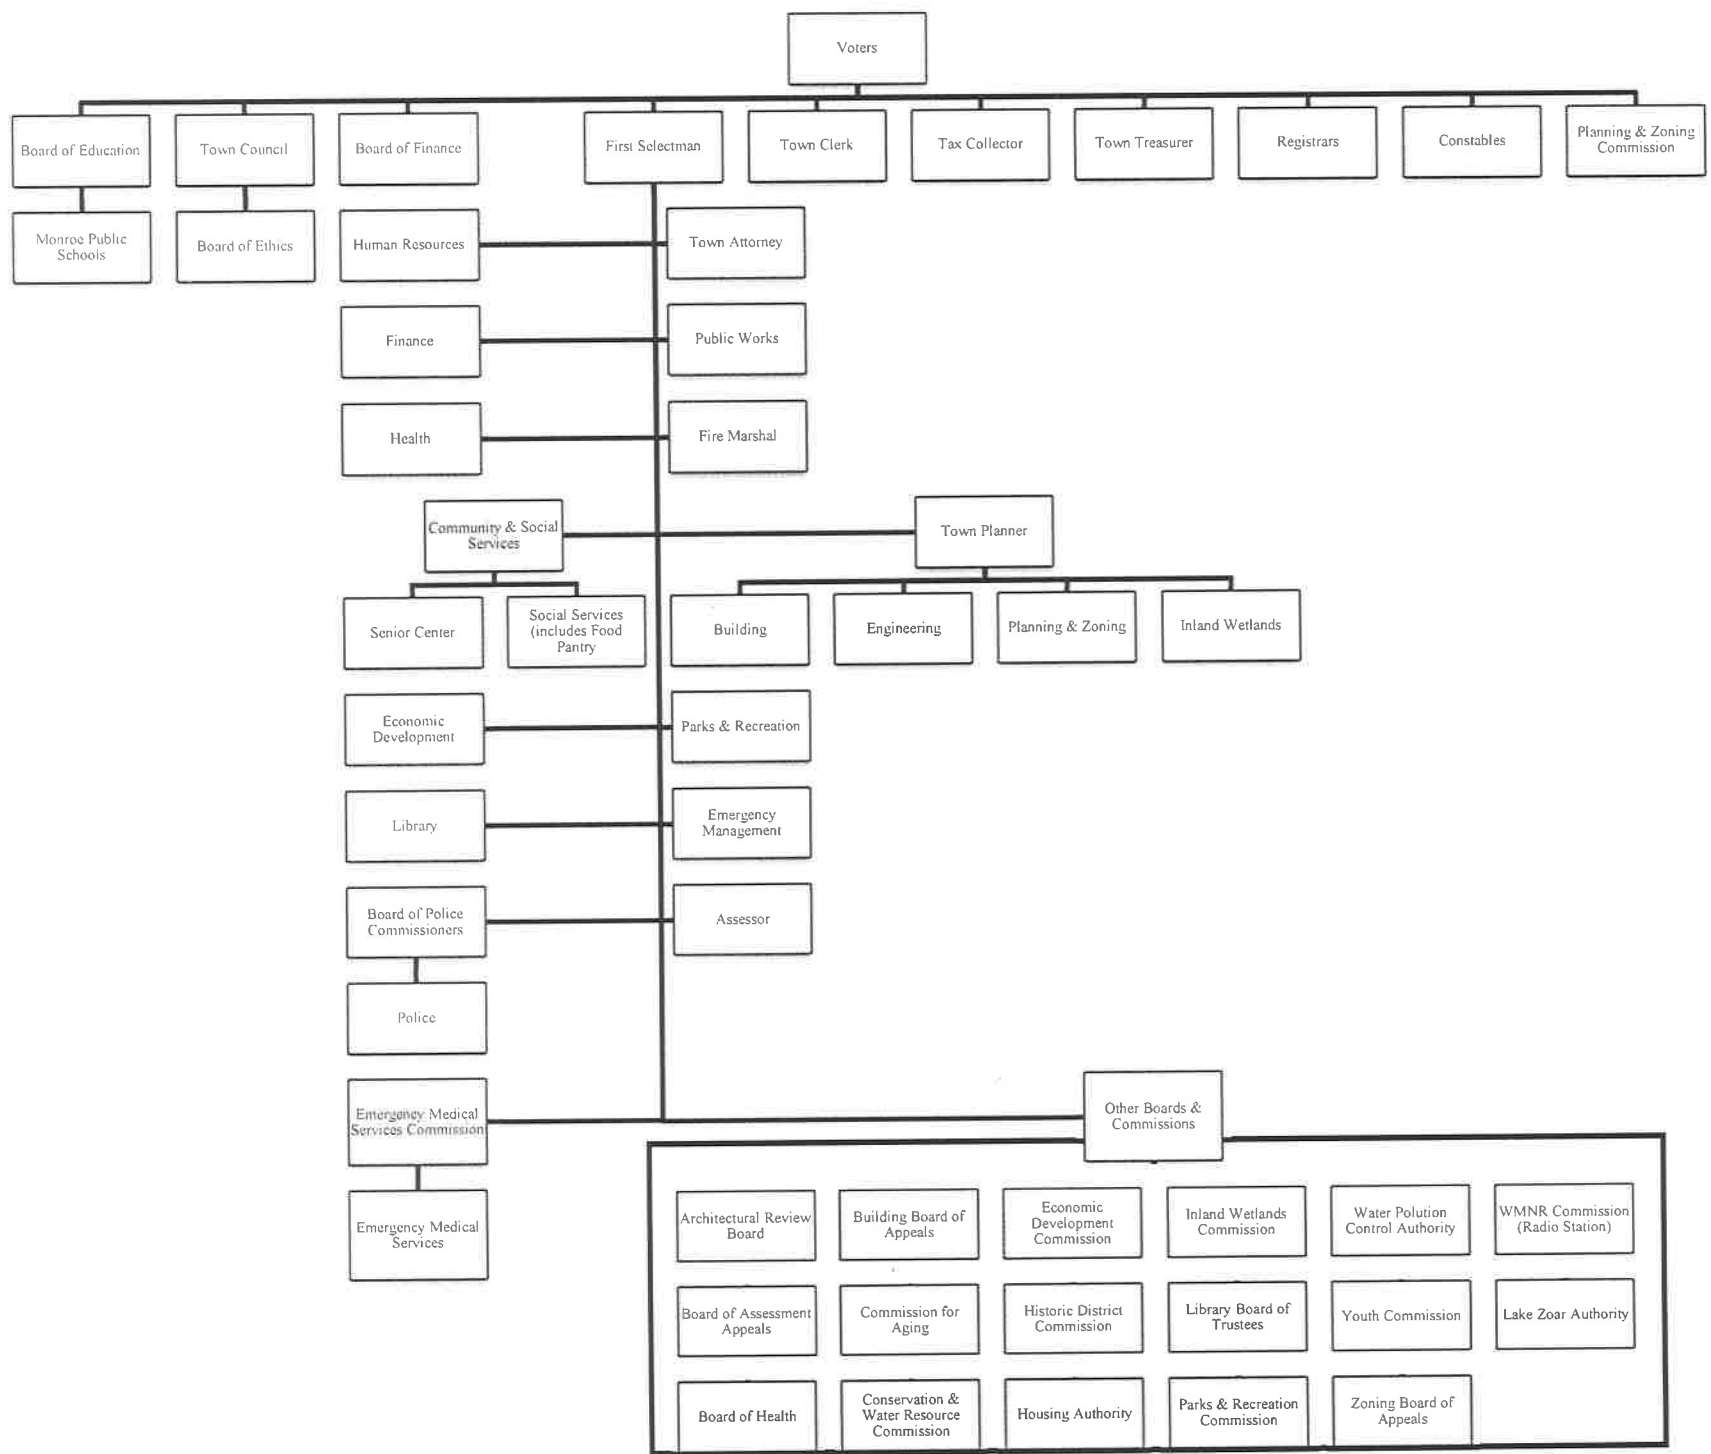 Voters
Board of Education
Town Council
Board of Finance
First Selectman
Town Clerk
Tax Collector
Town Treasurer
Registrars
Constables
Planning & Zoning
Commission
Monroe Public
Schools
Board of Ethics
Human Resources
Town Attorney
Finance
Public Works
Health
Fire Marshal
Community & Social
Services
Town Planner
Senior Center
Social Services
(includes Food
Pantry
Building
Engineering
Planning & Zoning
Inland Wetlands
Economic
Development
Parks & Recreation
Library
Emergency
Management
Board of Police
Commissioners
Assessor
Police
Emergency Medical
Services Commission
Other Boards &
Commissions
Emergency Medical
Services
Architectural Review
Board
Building Board of
Appeals
Economic
Development
Commission
Inland Wetlands
Commission
Water Polution
Control Authority
WMNR Commission
(Radio Station)
Board of Assessment
Appeals
Commission for
Aging
Historic District
Commission
Library Board of
Trustees
Youth Commission
Lake Zoar Authority
Board of Health
Conservation &
Water Resource
Commission
Housing Authority
Parks & Recreation
Commission
Zoning Board of
Appeals